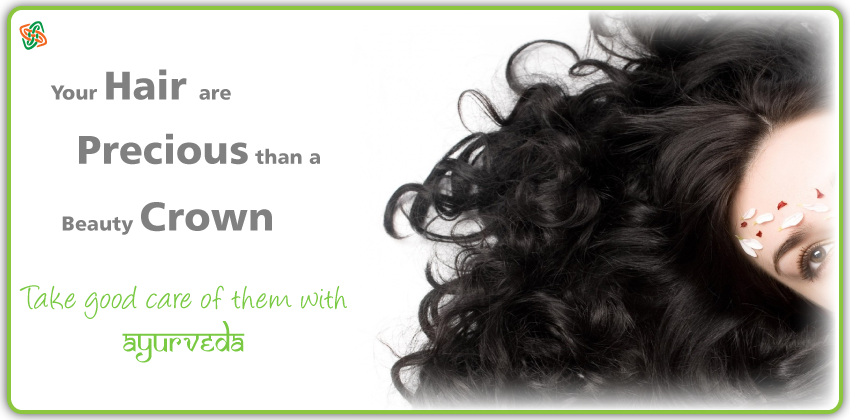 Your Hair are
Precious than a
Beauty Crown
Take good care of them with
ayurveda